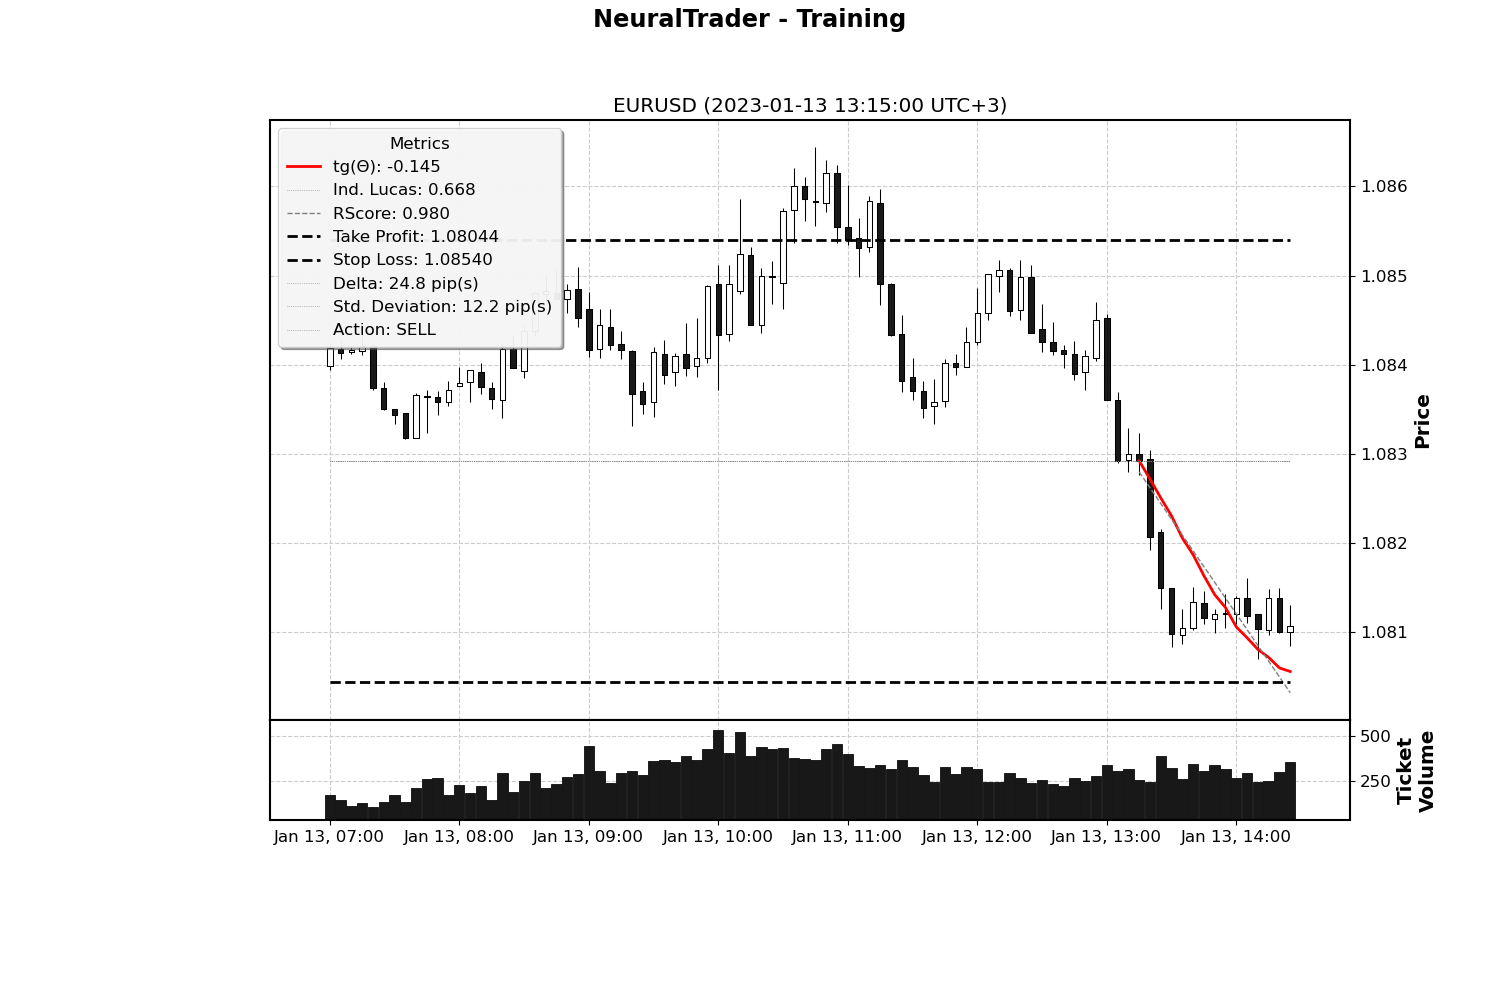 NeuralTrader - Training
EURUSD (2023-01-13 13:15:00 UTC+3)
Metrics
tg(Θ): -0.145
Ind. Lucas: 0.668
RScore: 0.980
Take Profit: 1.08044
Stop Loss: 1.08540
Delta: 24.8 pip(s)
Std. Deviation: 12.2 pip(s)
Action: SELL
1.086
1.085
1.084
1.083
1.082
1.081
Price
500
250
Ticket
Volume
Jan 13, 07:00
Jan 13, 08:00
Jan 13, 09:00
Jan 13, 10:00
Jan 13, 11:00
Jan 13, 12:00
Jan 13, 13:00
Jan 13, 14:00